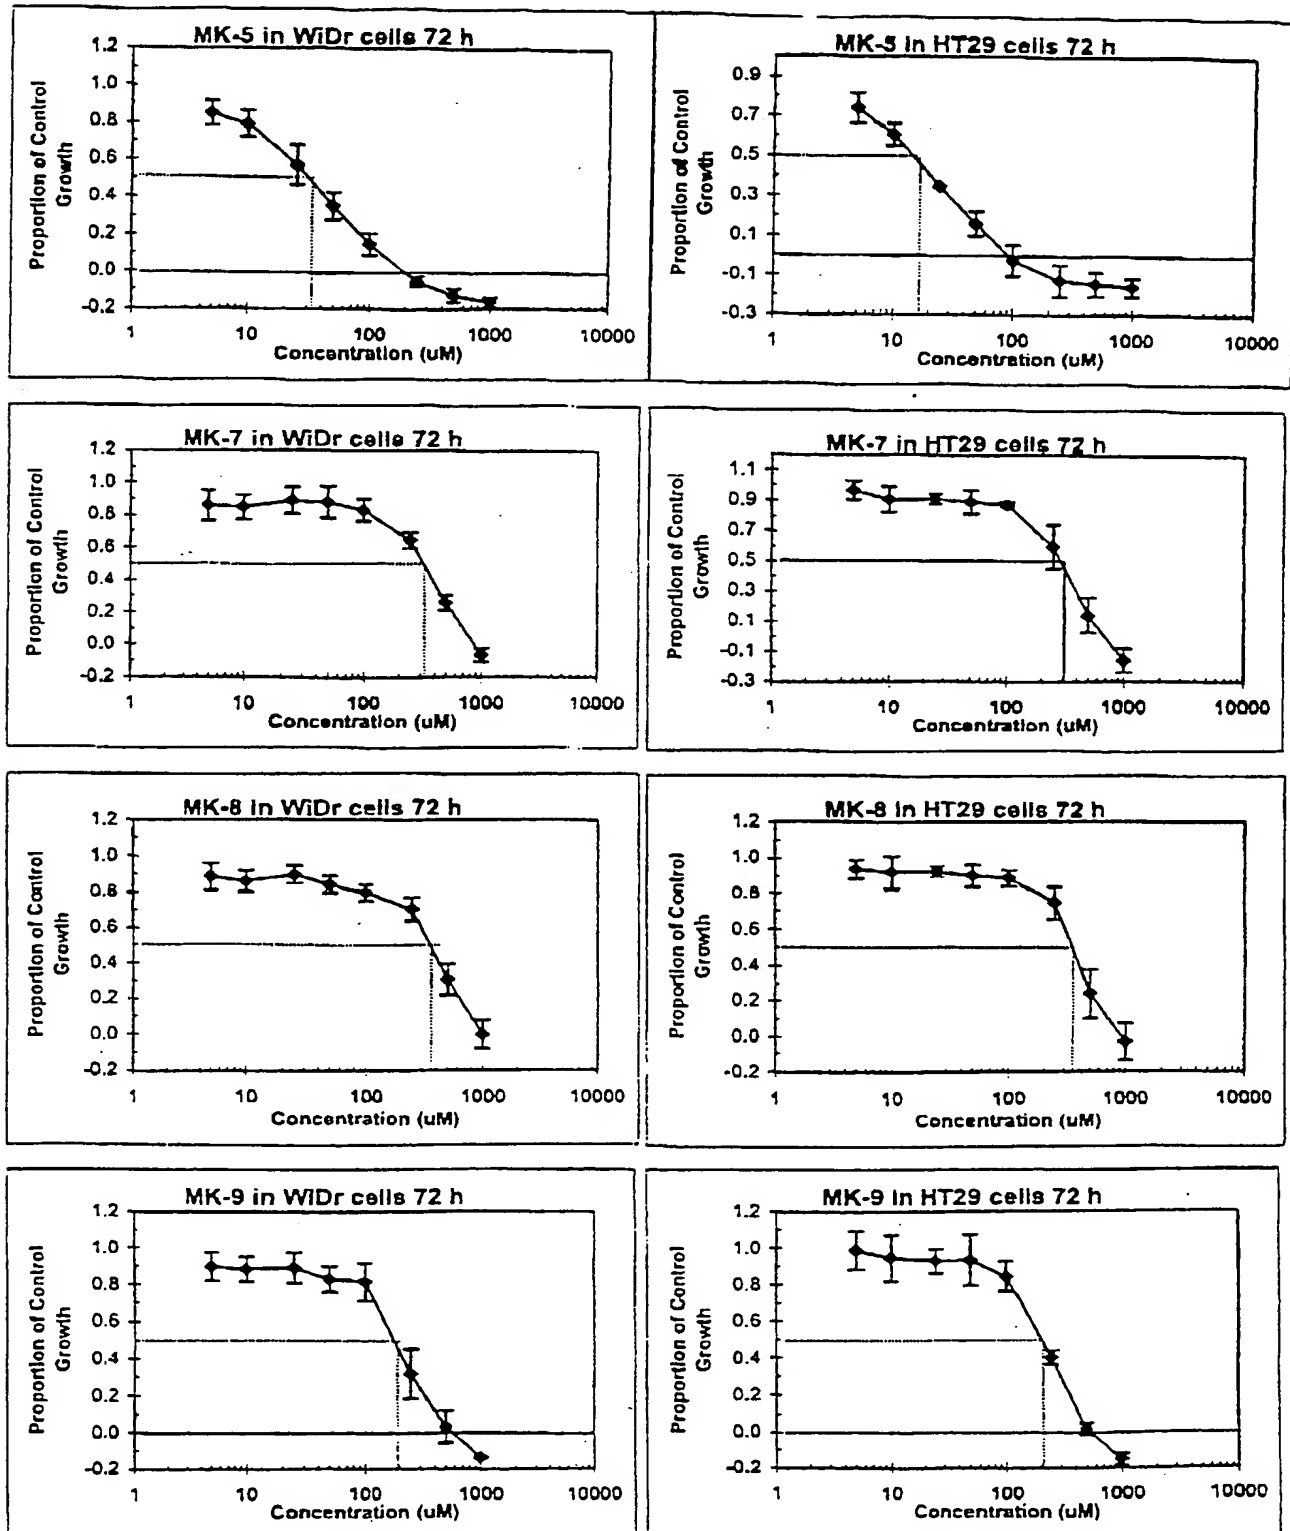 MK-5 in WiDr cells 72 h
1.2
1.0
0.8
0.6
0.4
0.2
0.0
-0.2
Proportion of Control
Growth
1 10 100 1000 10000
Concentration (uM)
MK-5 in HT29 cells 72 h
0.9
0.7
0.5
0.3
0.1
-0.1
-0.3
Proportion of Control
Growth
1 10 100 1000 10000
Concentration (uM)
MK-7 in WiDr cells 72 h
1.2
1.0
0.8
0.6
0.4
0.2
0.0
-0.2
Proportion of Control
Growth
1 10 100 1000 10000
Concentration (uM)
MK-7 in HT29 cells 72 h
1.1
0.9
0.7
0.5
0.3
0.1
-0.1
-0.3
Proportion of Control
Growth
1 10 100 1000 10000
Concentration (uM)
MK-8 in WiDr cells 72 h
1.2
1.0
0.8
0.6
0.4
0.2
0.0
-0.2
Proportion of Control
Growth
1 10 100 1000 10000
Concentration (uM)
MK-8 in HT29 cells 72 h
1.2
1.0
0.8
0.6
0.4
0.2
0.0
-0.2
Proportion of Control
Growth
1 10 100 1000 10000
Concentration (uM)
MK-9 in WiDr cells 72 h
1.2
1.0
0.8
0.6
0.4
0.2
0.0
-0.2
Proportion of Control
Growth
1 10 100 1000 10000
Concentration (uM)
MK-9 in HT29 cells 72 h
1.2
1.0
0.8
0.6
0.4
0.2
0.0
-0.2
Proportion of Control
Growth
1 10 100 1000 10000
Concentration (uM)